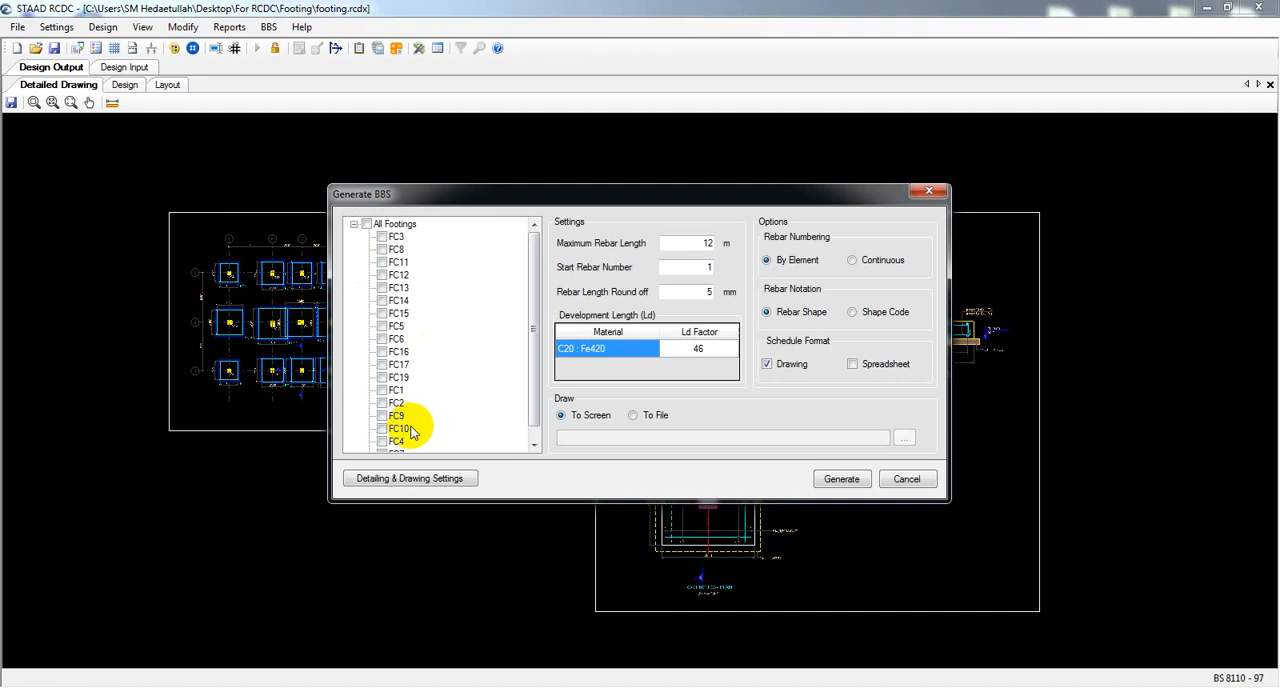 STAAD RCDC - [C:\Users\SM Hedaetullah\Desktop\For RCDC\Footing\footing.rcdx]
File Settings Design View Modify Reports BBS Help
Design Output Design Input
Detailed Drawing Design Layout
Generate BBS
All Footings
FC3
FC8
FC11
FC12
FC13
FC14
FC15
FC5
FC6
FC16
FC17
FC19
FC1
FC2
FC9
FC10
FC4
Settings
Maximum Rebar Length 12 m
Start Rebar Number 1
Rebar Length Round off 5 mm
Development Length (Ld)
Material Ld Factor
C20 : Fe420 46
Options
Rebar Numbering
By Element Continuous
Rebar Notation
Rebar Shape Shape Code
Schedule Format
Drawing Spreadsheet
Draw
To Screen To File
...
Detailing & Drawing Settings Generate Cancel
BS 8110 - 97